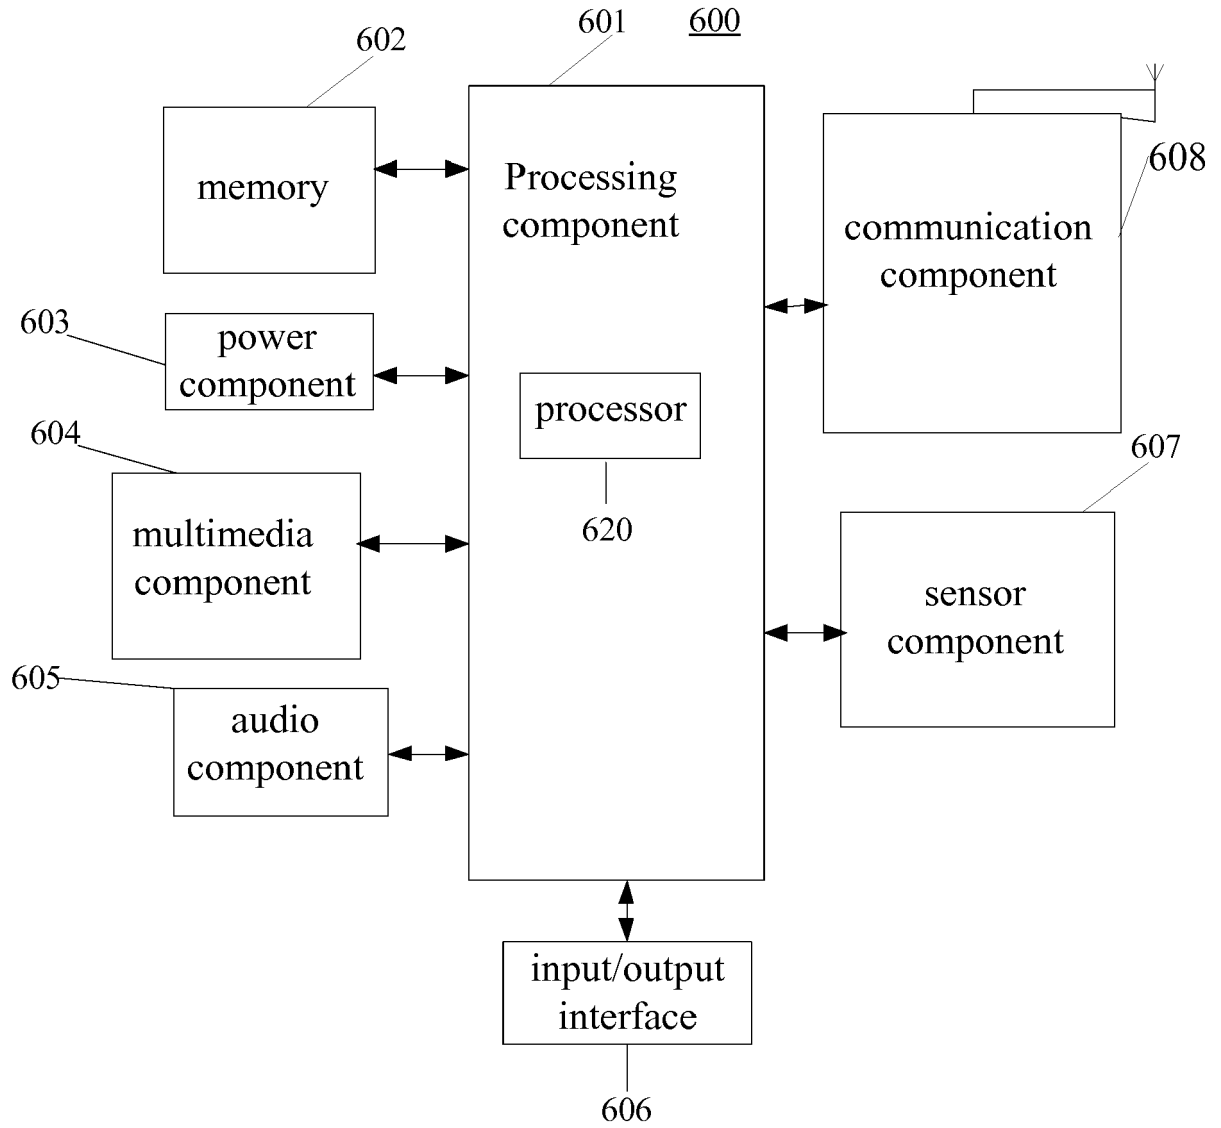 601
600
602
memory
Processing
component
608
communication
component
603
power
component
processor
620
604
multimedia
component
607
sensor
component
605
audio
component
input/output
interface
606